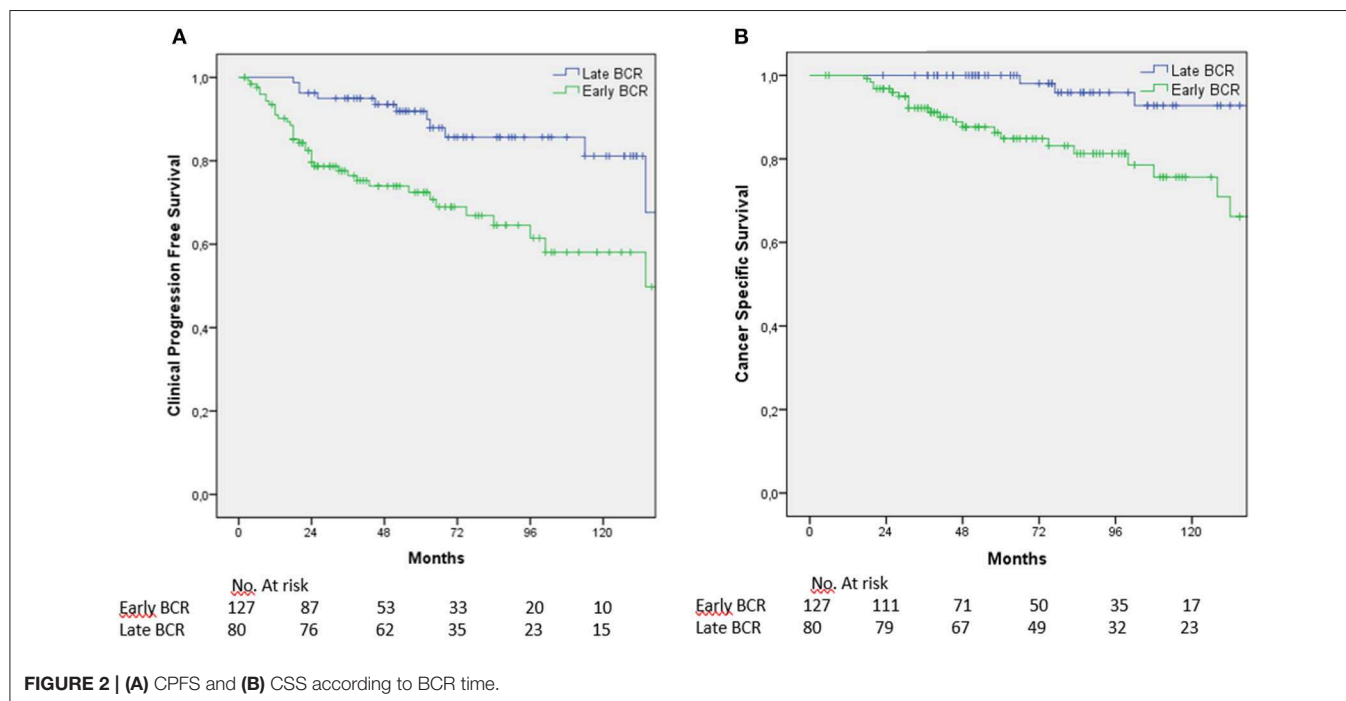 A
Late BCR
Early BCR
Clinical Progression Free Survival
1,0
0,8
0,6
0,4
0,2
0,0
0 24 48 72 96 120
Months
No. At risk
Early BCR 127 87 53 33 20 10
Late BCR 80 76 62 35 23 15
B
Late BCR
Early BCR
Cancer Specific Survival
1,0
0,8
0,6
0,4
0,2
0,0
0 24 48 72 96 120
Months
No. At risk
Early BCR 127 111 71 50 35 17
Late BCR 80 79 67 49 32 23
FIGURE 2 | (A) CPFS and (B) CSS according to BCR time.